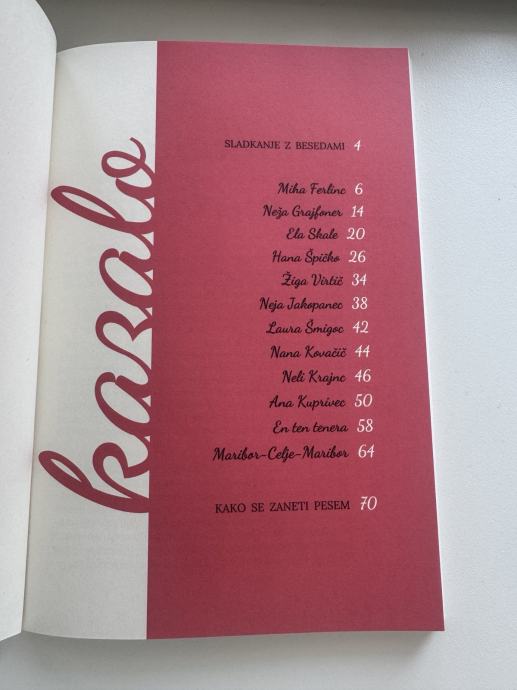 kazalo
SLADKANJE Z BESEDAMI 4
Miha Ferlinc 6
Neža Grajfoner 14
Ela Skale 20
Hana Špičko 26
Žiga Virtič 34
Neja Jakopanec 38
Laura Šmigoc 42
Nana Kovačič 44
Neli Krajnc 46
Ana Kuprivec 50
En ten tenera 58
Maribor-Celje-Maribor 64
KAKO SE ZANETI PESEM 70